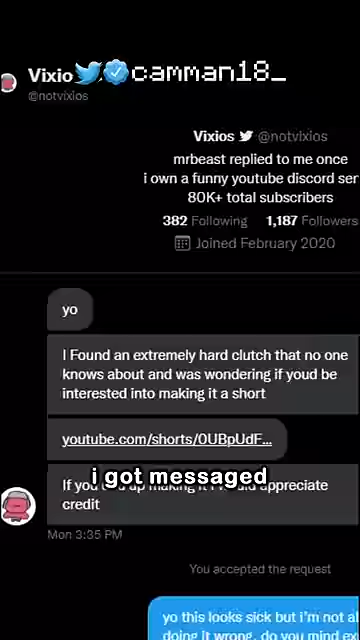 Vixio camman18_
@notvixios
Vixios @notvixios
mrbeast replied to me once
i own a funny youtube discord ser
80K+ total subscribers
382 Following 1,187 Followers
Joined February 2020
yo
I Found an extremely hard clutch that no one
knows about and was wondering if youd be
interested into making it a short
youtube.com/shorts/0UBpUdF...
i got messaged
If you up making it appreciate
credit
Mon 3:35 PM
You accepted the request
yo this looks sick but i'm not al
doing it wrong, do you mind ex